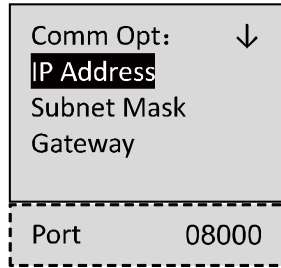 Comm Opt: ↓
IP Address
Subnet Mask
Gateway
Port 08000